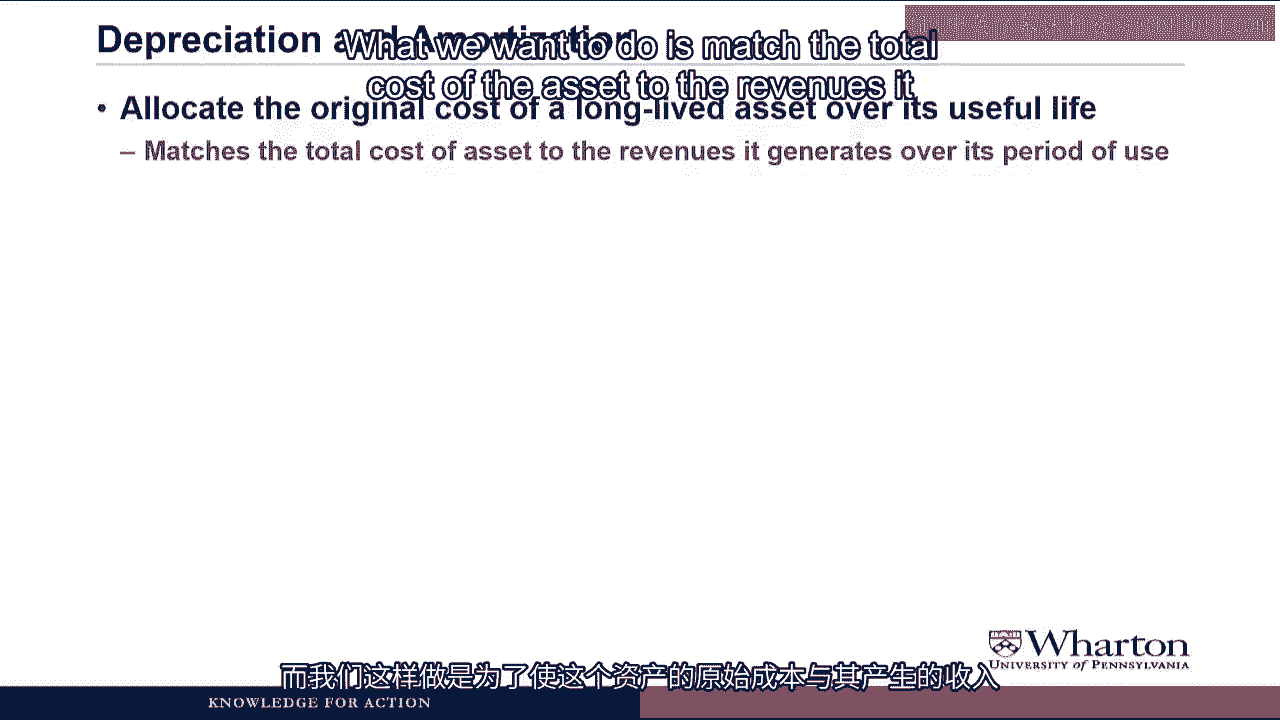 Depreciation and Amortization
What we want to do is match the total
cost of the asset to the revenues it
• Allocate the original cost of a long-lived asset over its useful life
– Matches the total cost of asset to the revenues it generates over its period of use
Wharton
UNIVERSITY of PENNSYLVANIA
而我们这样做是为了使这个资产的原始成本与其产生的收入
KNOWLEDGE FOR ACTION